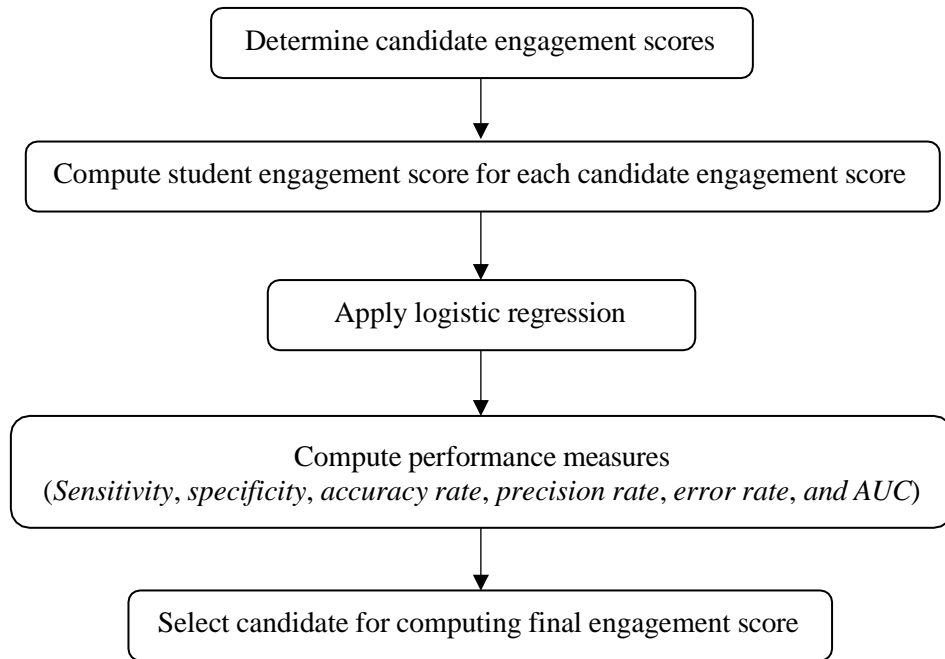 Determine candidate engagement scores
Compute student engagement score for each candidate engagement score
Apply logistic regression
Compute performance measures
(Sensitivity, specificity, accuracy rate, precision rate, error rate, and AUC)
Select candidate for computing final engagement score